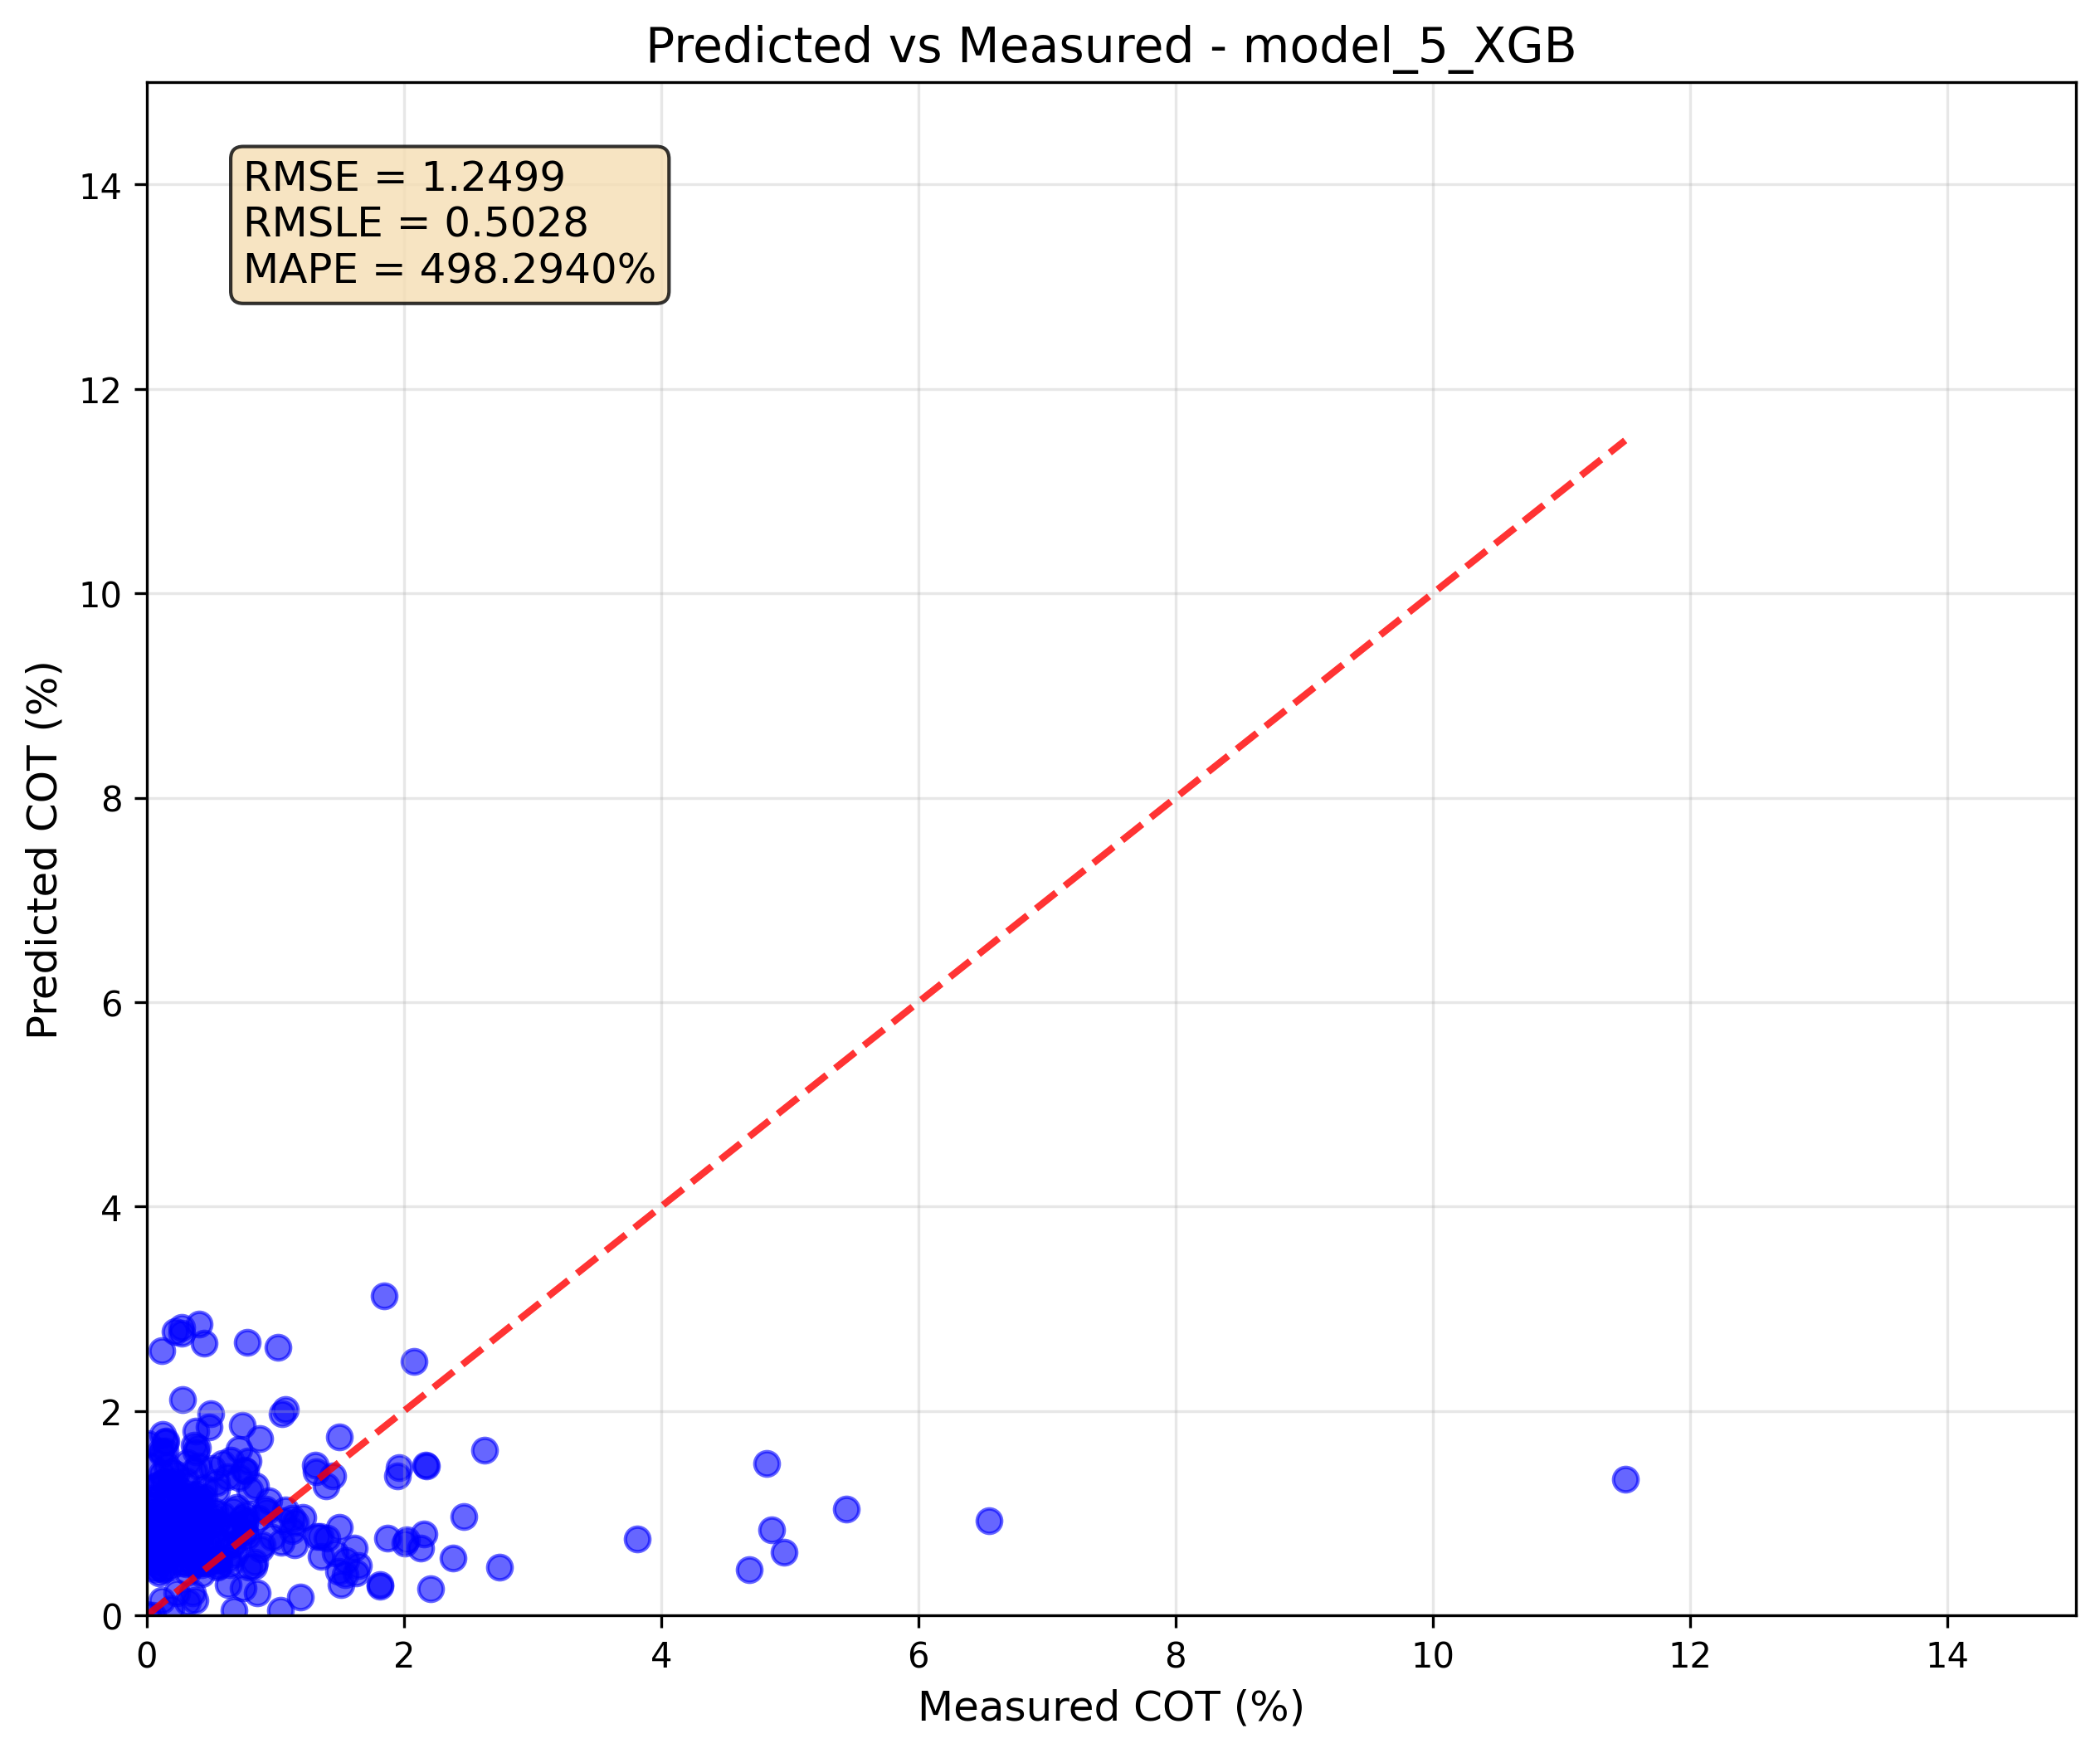 Predicted vs Measured - model_5_XGB
RMSE = 1.2499
RMSLE = 0.5028
MAPE = 498.2940%
Predicted COT (%)
14
12
10
8
6
4
2
0
0 2 4 6 8 10 12 14
Measured COT (%)